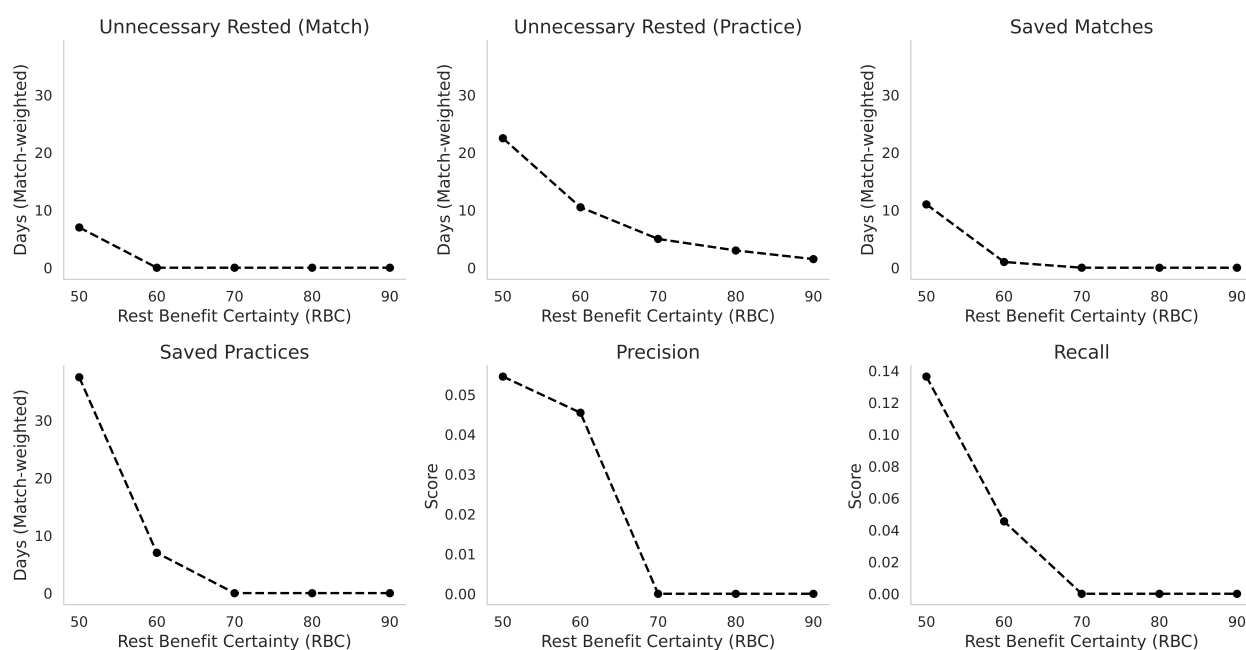 Unnecessary Rested (Match)
Days (Match-weighted)
30
20
10
0
50 60 70 80 90
Rest Benefit Certainty (RBC)
Unnecessary Rested (Practice)
Days (Match-weighted)
30
20
10
0
50 60 70 80 90
Rest Benefit Certainty (RBC)
Saved Matches
Days (Match-weighted)
30
20
10
0
50 60 70 80 90
Rest Benefit Certainty (RBC)
Saved Practices
Days (Match-weighted)
30
20
10
0
50 60 70 80 90
Rest Benefit Certainty (RBC)
Precision
Score
0.05
0.04
0.03
0.02
0.01
0.00
50 60 70 80 90
Rest Benefit Certainty (RBC)
Recall
Score
0.14
0.12
0.10
0.08
0.06
0.04
0.02
0.00
50 60 70 80 90
Rest Benefit Certainty (RBC)